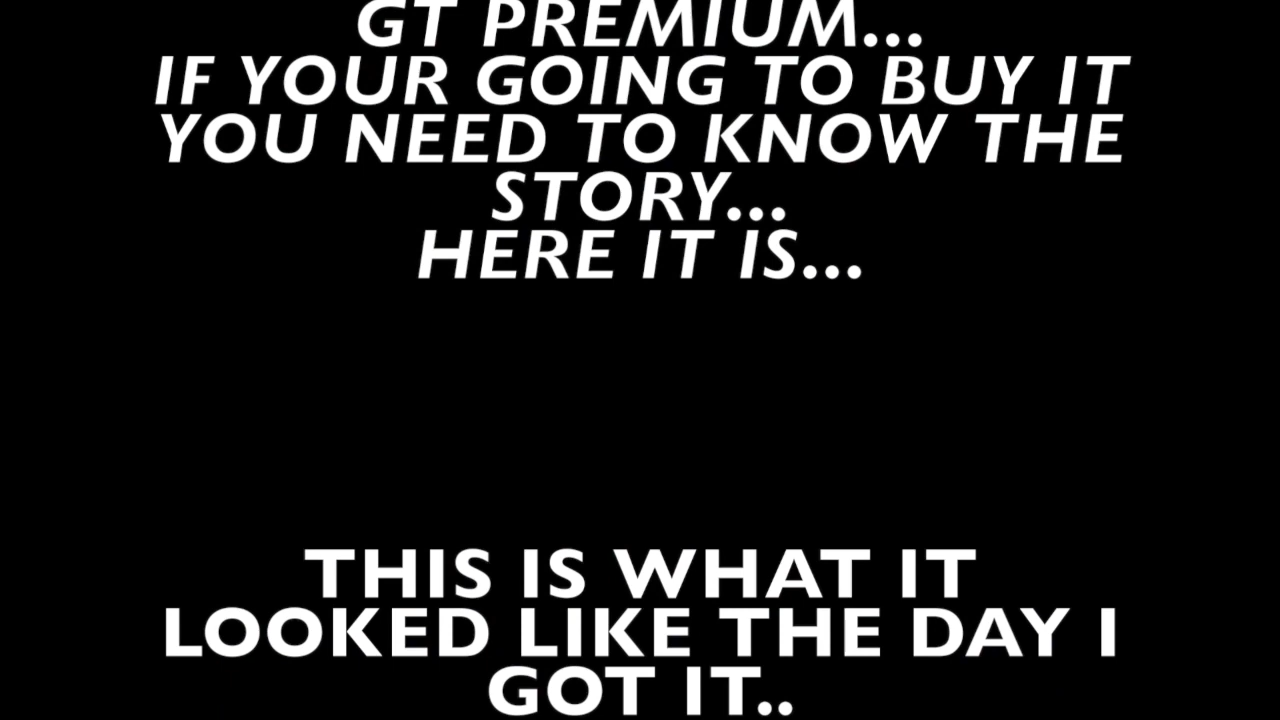 GT PREMIUM...
IF YOUR GOING TO BUY IT
YOU NEED TO KNOW THE
STORY...
HERE IT IS...
THIS IS WHAT IT
LOOKED LIKE THE DAY I
GOT IT..